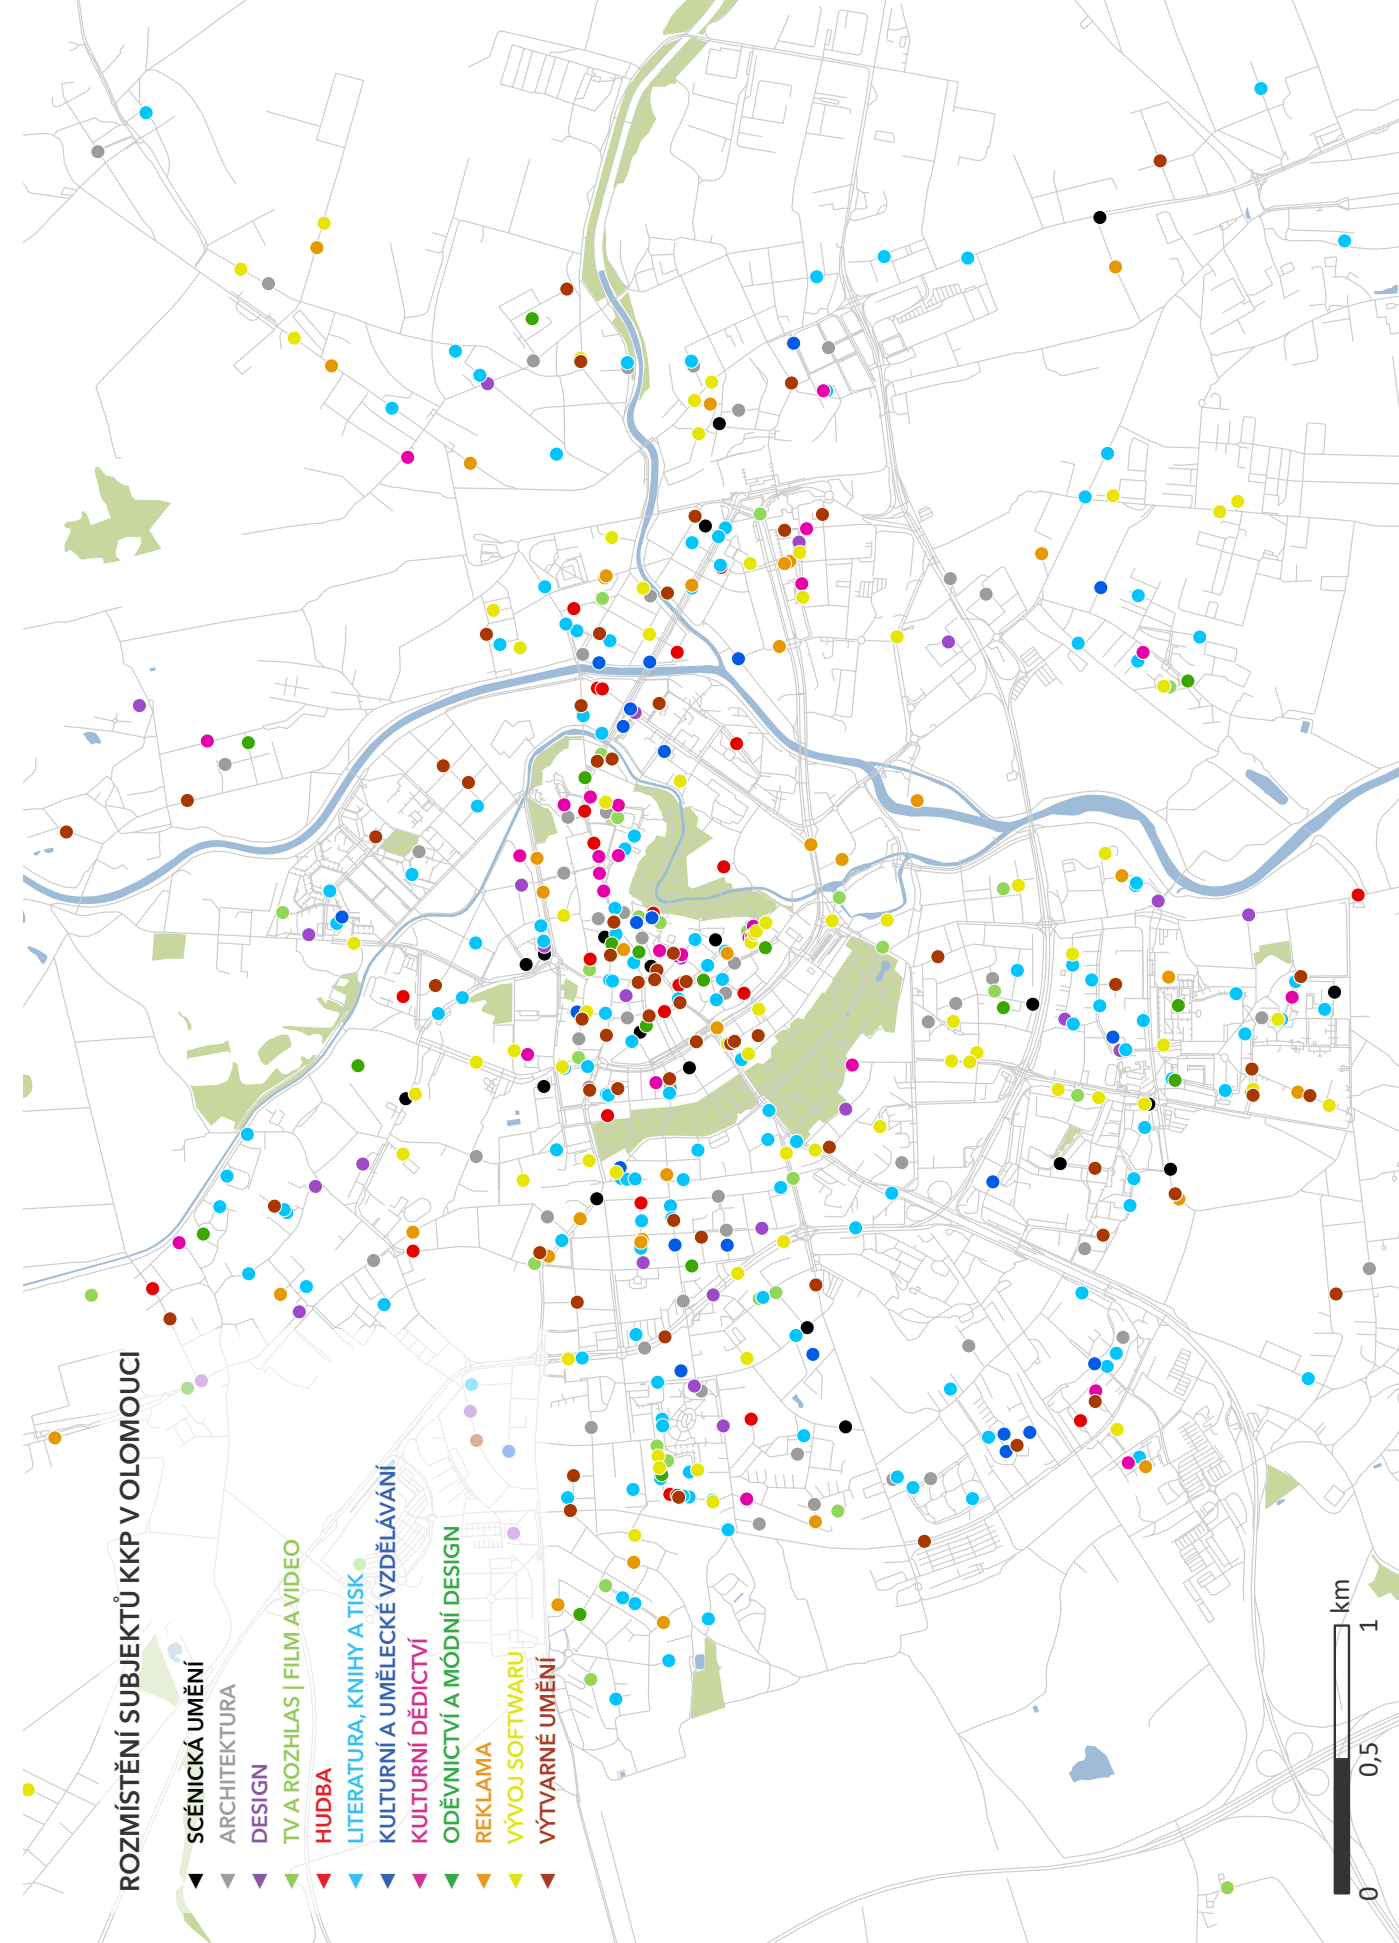 ROZMÍSTĚNÍ SUBJEKTŮ KKP V OLOMOUCI
SCÉNICKÁ UMĚNÍ
ARCHITEKTURA
DESIGN
TV A ROZHLAS | FILM A VIDEO
HUDBA
LITERATURA, KNIHY A TISK
KULTURNÍ A UMĚLECKÉ VZDĚLÁVÁNÍ
KULTURNÍ DĚDICTVÍ
ODĚVNICTVÍ A MÓDNÍ DESIGN
REKLAMA
VÝVOJ SOFTWARU
VÝTVARNÉ UMĚNÍ
km
0 0,5 1